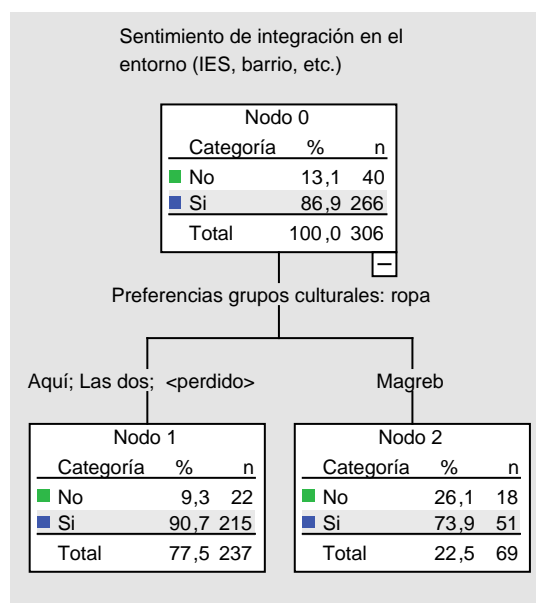 Sentimiento de integración en el
entorno (IES, barrio, etc.)
Nodo 0
Categoría % n
No 13,1 40
Si 86,9 266
Total 100,0 306
Preferencias grupos culturales: ropa
Aquí; Las dos; <perdido>
Nodo 1
Categoría % n
No 9,3 22
Si 90,7 215
Total 77,5 237
Magreb
Nodo 2
Categoría % n
No 26,1 18
Si 73,9 51
Total 22,5 69